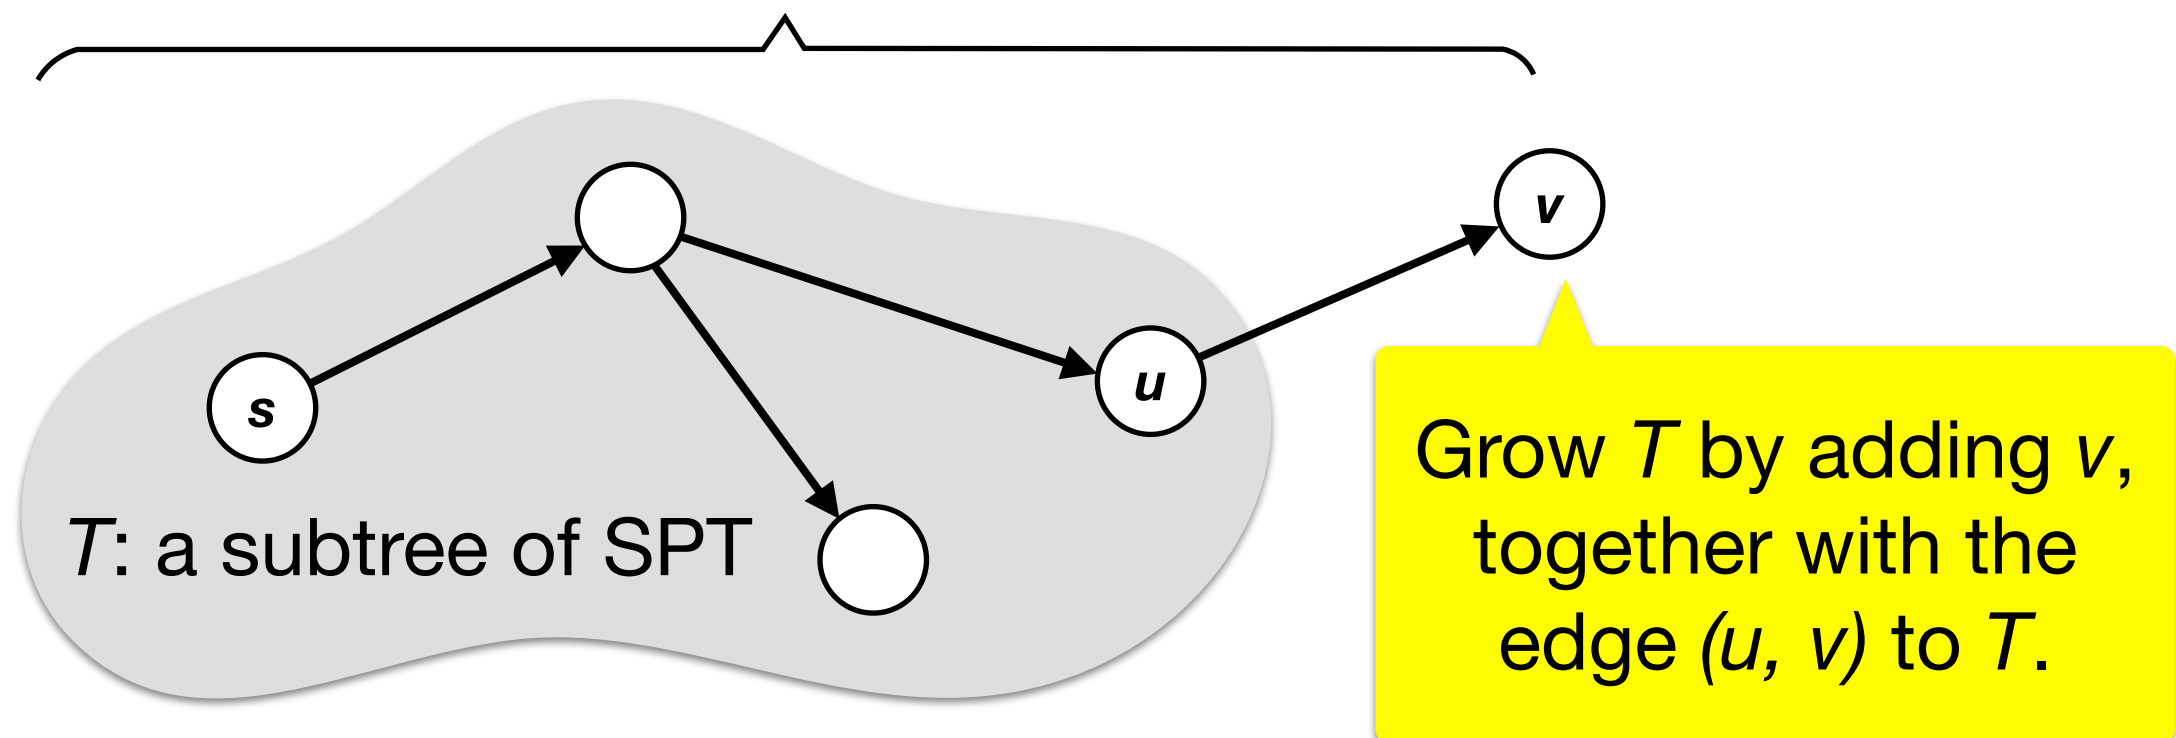 v
u
s
T: a subtree of SPT
Grow T by adding v,
together with the
edge (u, v) to T.